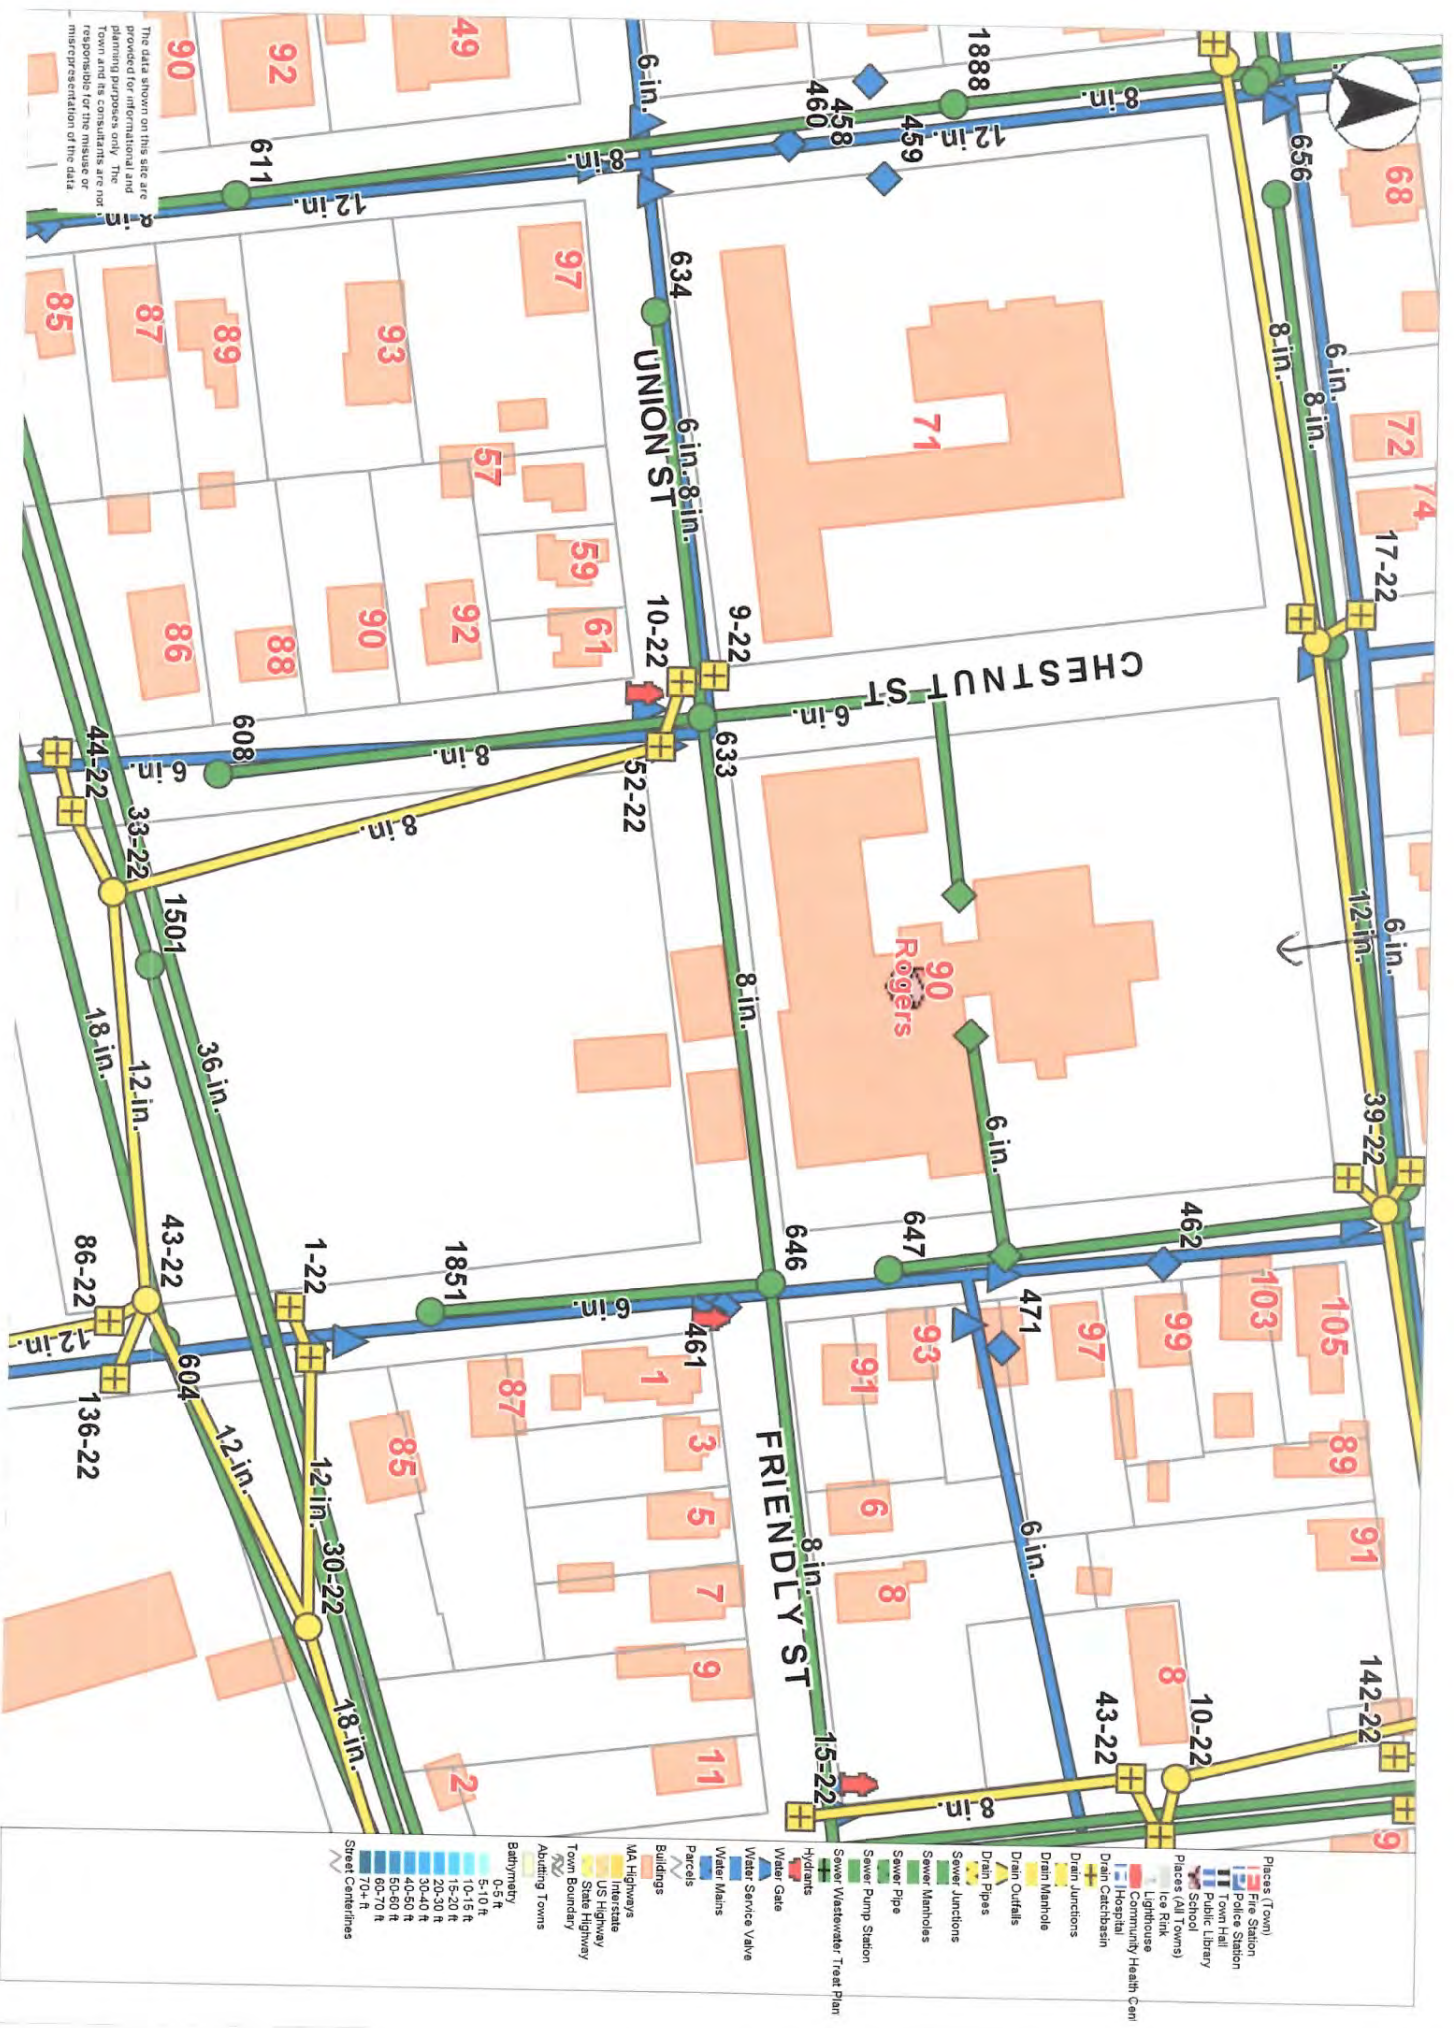 The data shown on this site are
provided for informational and
planning purposes only. The
Town and its consultants are not
responsible for the misuse or
misrepresentation of the data.
90
92
49
6 in.
460
458
459
1888
8 in.
12 in.
656
68
611
8 in.
12 in.
8 in.
634
UNION ST
6 in.
8 in.
97
93
89
87
85
57
59
61
92
90
88
86
71
8 in.
6 in.
8 in.
72
74
17-22
10-22
9-22
CHESTNUT ST
6 in.
633
52-22
608
8 in.
6 in.
44-22
33-22
1501
8 in.
18 in.
12 in.
36 in.
90
Rogers
8 in.
6 in.
12 in.
6 in.
39-22
462
647
646
471
461
1851
6 in.
1-22
43-22
86-22
12 in.
136-22
604
12 in.
12 in.
30-22
18 in.
103
105
99
97
93
91
89
91
87
85
1
3
5
7
9
11
2
6
8
8
FRIENDLY ST
8 in.
6 in.
15-22
8 in.
43-22
10-22
142-22
9
Places (Town)
Fire Station
Police Station
Public Library
Town Hall
School
Places (All Towns)
Ice Rink
Lighthouse
Community Health Cen
Hospital
Drain Catchbasin
Drain Junctions
Drain Manhole
Drain Outfalls
Drain Pipes
Sewer Junctions
Sewer Manholes
Sewer Pipe
Sewer Pump Station
Sewer Wastewater Treat Plan
Hydrants
Water Gate
Water Service Valve
Water Mains
Parcels
Buildings
MA Highways
Interstate
US Highway
State Highway
Town Boundary
Abutting Towns
Bathymetry
0-5 ft
5-10 ft
10-15 ft
15-20 ft
20-30 ft
30-40 ft
40-50 ft
50-60 ft
60-70 ft
70+ ft
Street Centerlines